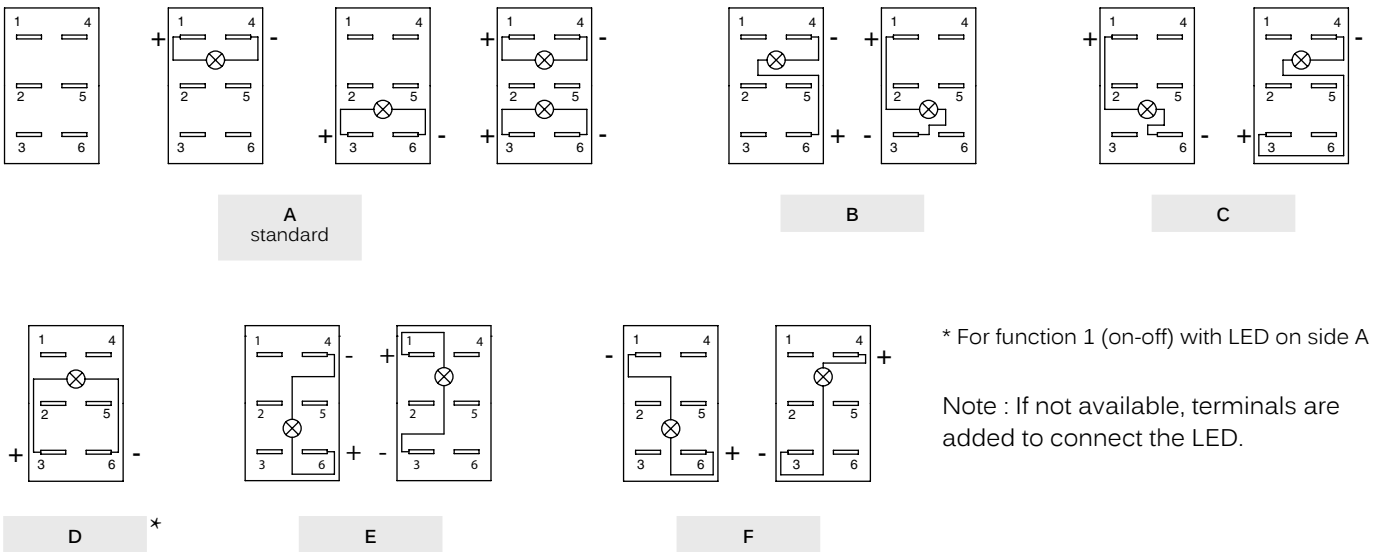 1 4
2 5
3 6
+ 1 4 -
2 5
3 6
1 4
2 5
+ 3 6 -
+ 1 4 -
2 5
+ 3 6 -
1 4 -
2 5
3 6 +
+ 1 4
2 5
- 3 6
+ 1 4
2 5
3 6 -
1 4 -
2 5
+ 3 6
A
standard
B
C
1 4
2 5
+ 3 6 -
1 4 -
2 5
3 6 +
+ 1 4
2 5
- 3 6
- 1 4
2 5
3 6 +
1 4 +
2 5
- 3 6
* For function 1 (on-off) with LED on side A
Note : If not available, terminals are
added to connect the LED.
D *
E
F